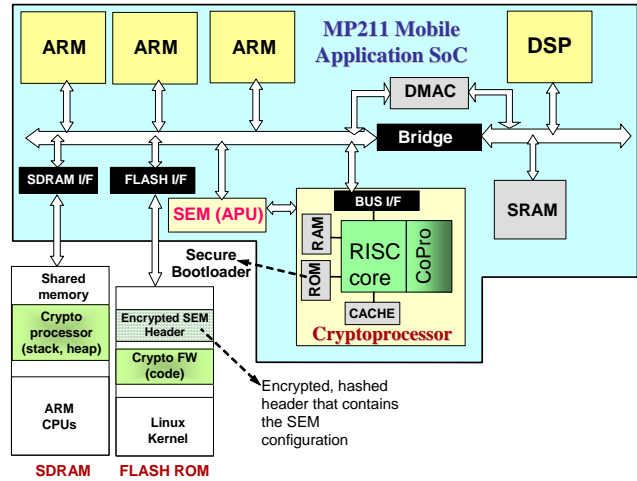 MP211 Mobile
Application SoC
ARM
ARM
ARM
DSP
DMAC
Bridge
SDRAM I/F
FLASH I/F
SEM (APU)
BUS I/F
SRAM
RAM
ROM
RISC
core
CoPro
CACHE
Cryptoprocessor
Secure
Bootloader
Shared
memory
Crypto
processor
(stack, heap)
ARM
CPUs
SDRAM
Encrypted SEM
Header
Crypto FW
(code)
Linux
Kernel
FLASH ROM
Encrypted, hashed
header that contains
the SEM
configuration